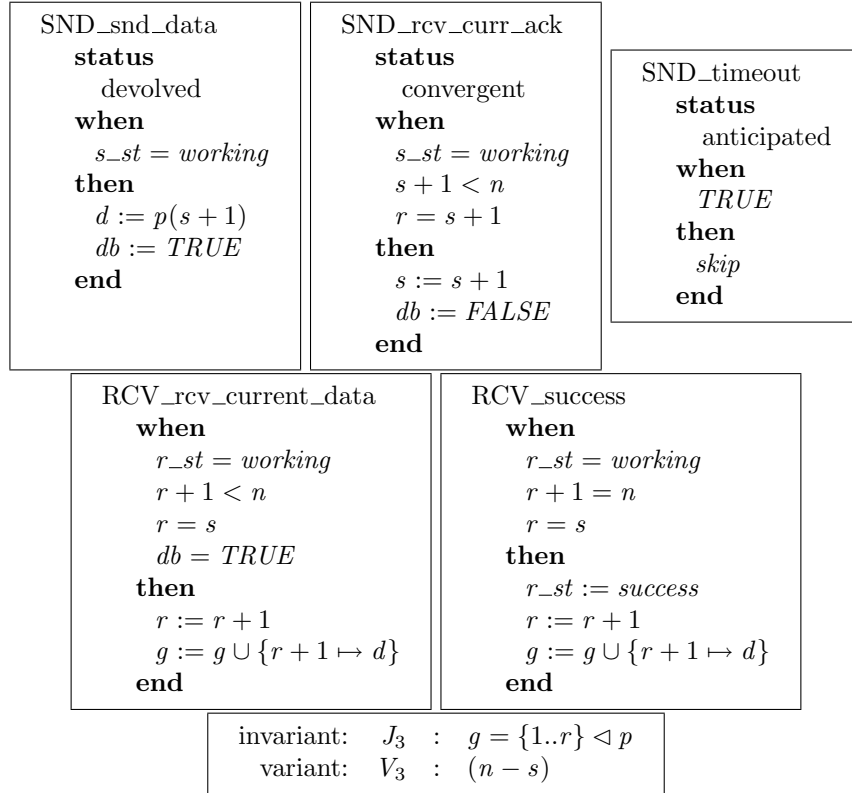 SND_snd_data
status
devolved
when
s_st = working
then
d := p(s + 1)
db := TRUE
end
SND_rcv_curr_ack
status
convergent
when
s_st = working
s + 1 < n
r = s + 1
then
s := s + 1
db := FALSE
end
SND_timeout
status
anticipated
when
TRUE
then
skip
end
RCV_rcv_current_data
when
r_st = working
r + 1 < n
r = s
db = TRUE
then
r := r + 1
g := g ∪ {r + 1 ↦ d}
end
RCV_success
when
r_st = working
r + 1 = n
r = s
then
r_st := success
r := r + 1
g := g ∪ {r + 1 ↦ d}
end
invariant: J₃ : g = {1..r} ◁ p
variant: V₃ : (n − s)